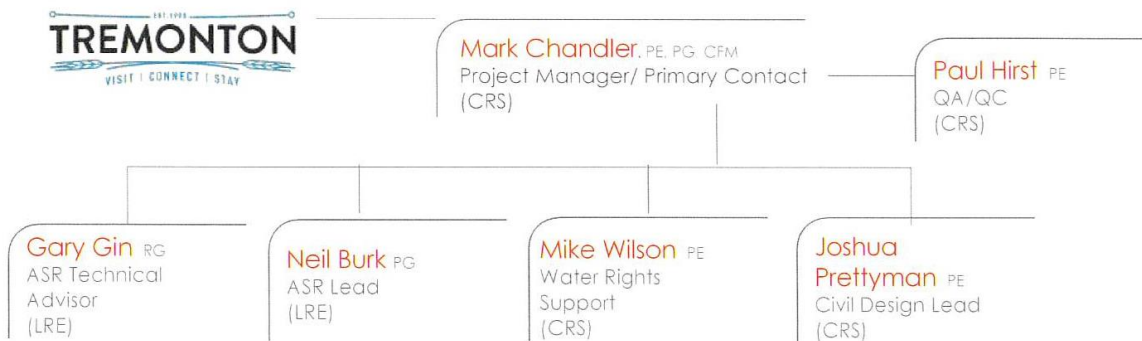 EST. 1903
TREMONTON
VISIT | CONNECT | STAY
Mark Chandler, PE, PG, CFM
Project Manager/ Primary Contact
(CRS)
Paul Hirst PE
QA/QC
(CRS)
Gary Gin RG
ASR Technical
Advisor
(LRE)
Neil Burk PG
ASR Lead
(LRE)
Mike Wilson PE
Water Rights
Support
(CRS)
Joshua
Prettyman PE
Civil Design Lead
(CRS)